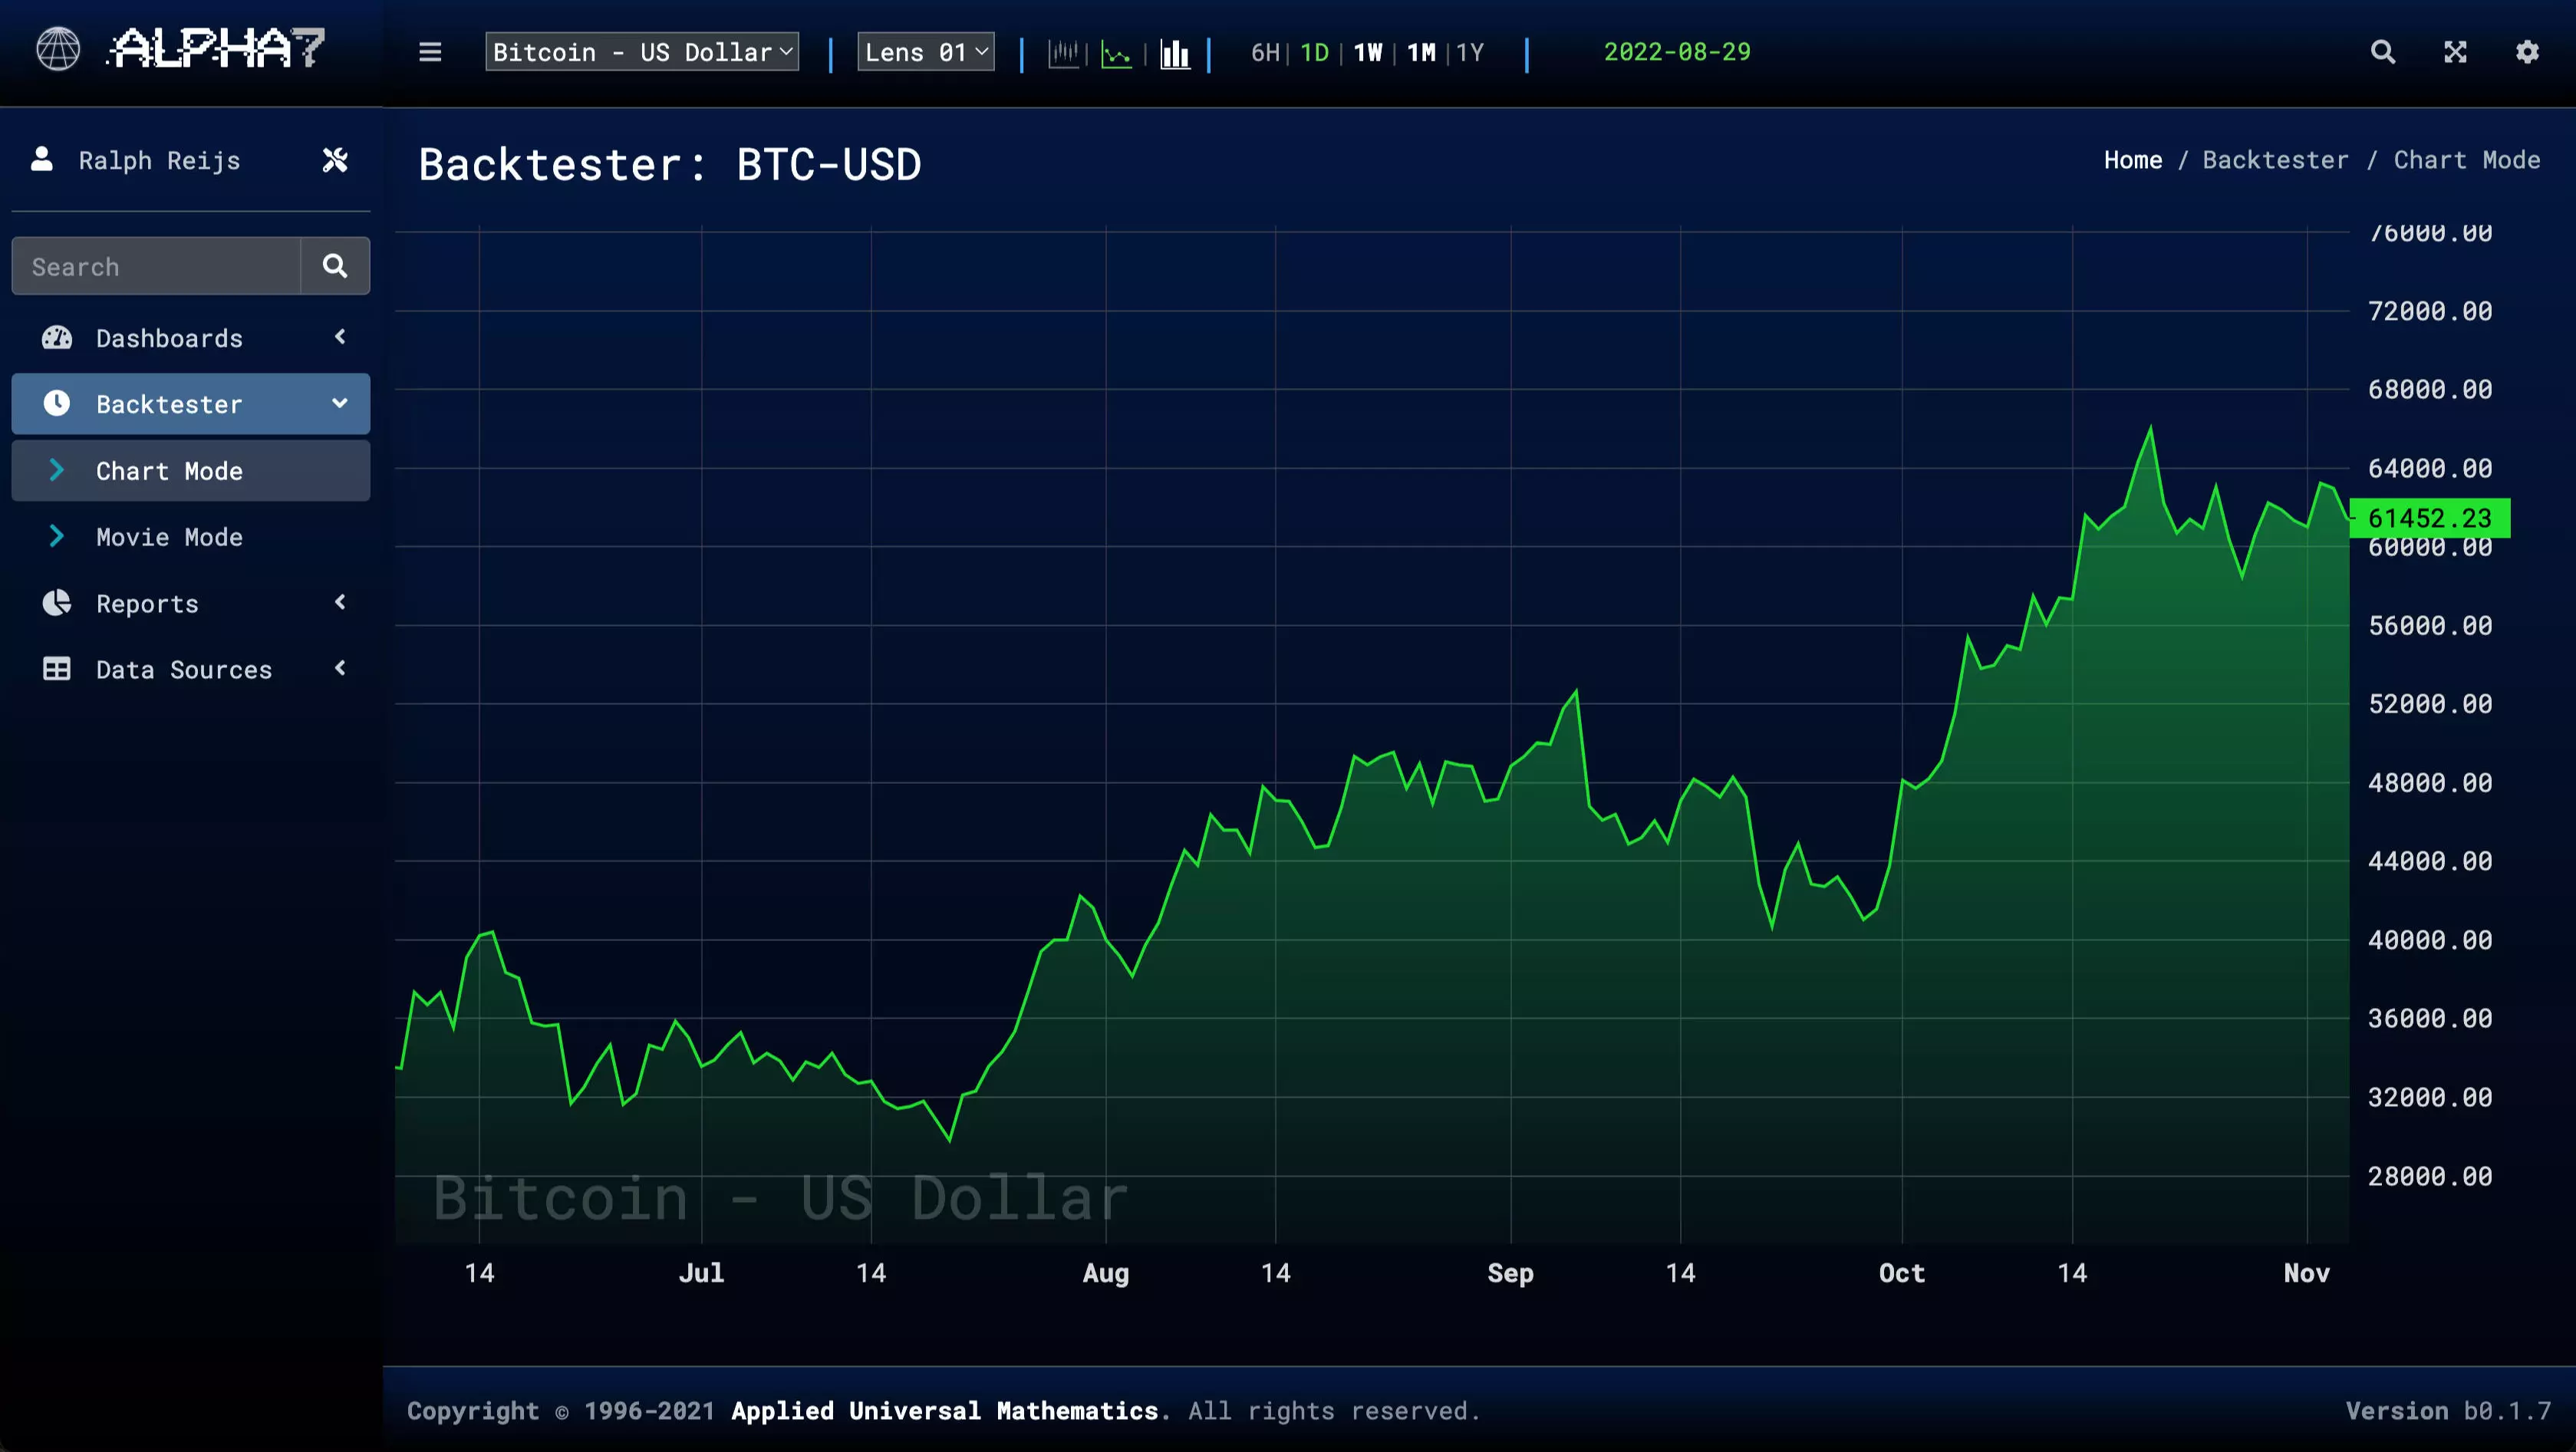 ALPHA7
Bitcoin - US Dollar
Lens 01
6H 1D 1W 1M 1Y
2022-08-29
Ralph Reijs
Search
Dashboards
Backtester
Chart Mode
Movie Mode
Reports
Data Sources
Backtester: BTC-USD
Home / Backtester / Chart Mode
76000.00
72000.00
68000.00
64000.00
61452.23
60000.00
56000.00
52000.00
48000.00
44000.00
40000.00
36000.00
32000.00
28000.00
Bitcoin - US Dollar
14 Jul 14 Aug 14 Sep 14 Oct 14 Nov
Copyright © 1996-2021 Applied Universal Mathematics. All rights reserved.
Version b0.1.7